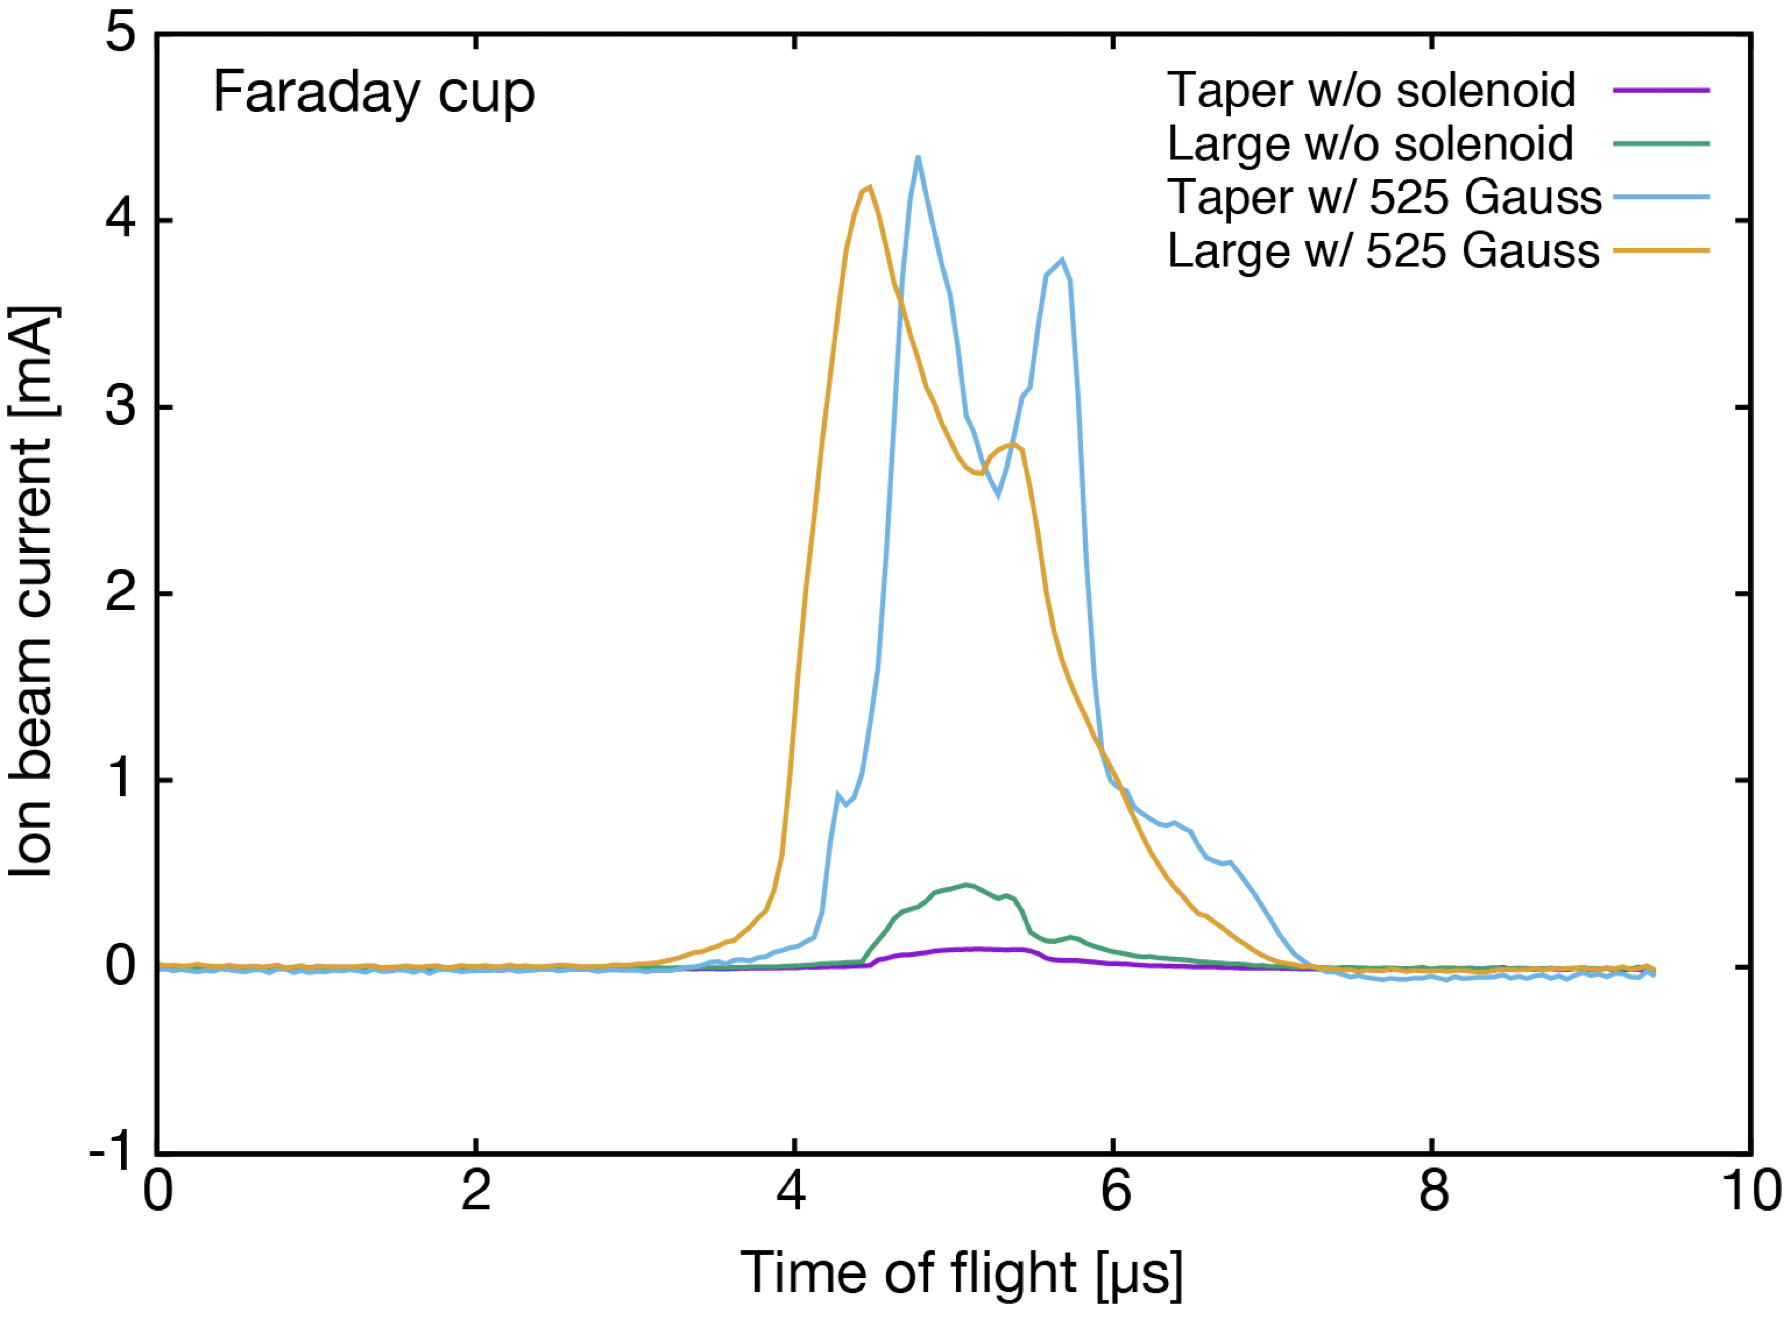 Faraday cup
Taper w/o solenoid
Large w/o solenoid
Taper w/ 525 Gauss
Large w/ 525 Gauss
Ion beam current [mA]
5
4
3
2
1
0
-1
0 2 4 6 8 10
Time of flight [µs]